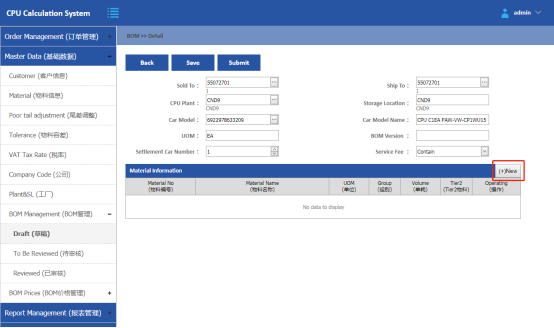 CPU Calculation System
admin
Order Management (订单管理)
BOM >> Detail
Master Data (基础数据)
Back Save Submit
Customer (客户信息)
Sold To : 55072701 ... Ship To : 55072701 ...
1 1
Material (物料信息)
CPU Plant : CND9 ... Storage Location : CND9
CND9 CND9
Poor tail adjustment (尾差调整)
Car Model : 6922978633209 ... Car Model Name : CPU C1EA FAW-VW-CP1WU15
Tolerance (物料容差)
UOM : EA BOM Version :
VAT Tax Rate (税率)
Settlement Car Number : 1 Service Fee : Contain
Company Code (公司)
Material Information (+)New
Plant&SL (工厂)
Material No Material Name UOM Group Volume Tier2 Operating
(物料编号) (物料名称) (单位) (组别) (单耗) (Tier2物料) (操作)
BOM Management (BOM管理) -
No data to display
Draft (草稿)
To Be Reviewed (待审核)
Reviewed (已审核)
BOM Prices (BOM价格管理) +
Report Management (报表管理)